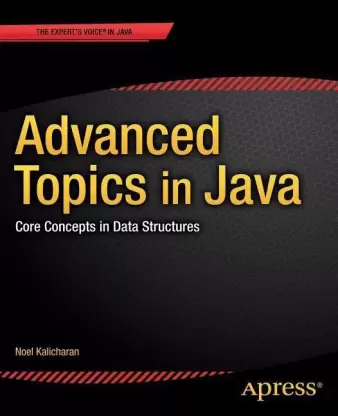 THE EXPERT'S VOICE® IN JAVA
Advanced
Topics in Java
Core Concepts in Data Structures
Noel Kalicharan
Apress®